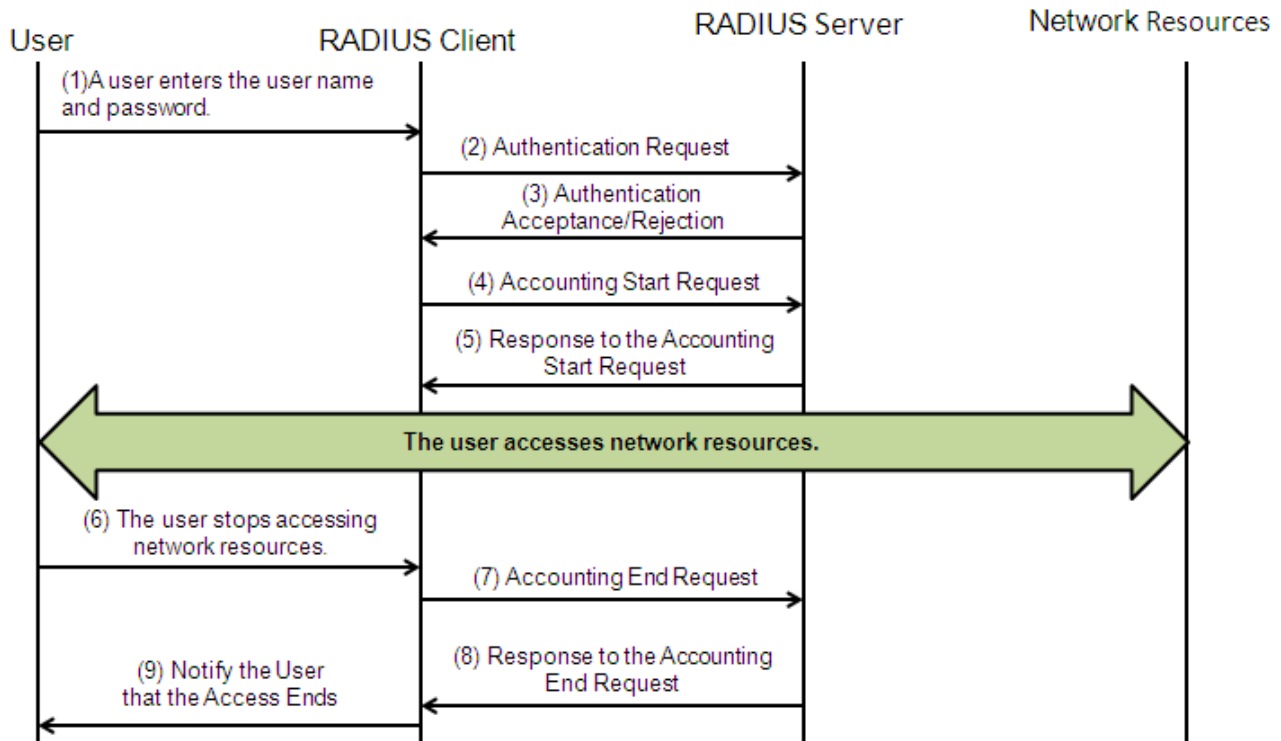 User
RADIUS Client
RADIUS Server
Network Resources
(1)A user enters the user name
and password.
(2) Authentication Request
(3) Authentication
Acceptance/Rejection
(4) Accounting Start Request
(5) Response to the Accounting
Start Request
The user accesses network resources.
(6) The user stops accessing
network resources.
(7) Accounting End Request
(8) Response to the Accounting
End Request
(9) Notify the User
that the Access Ends